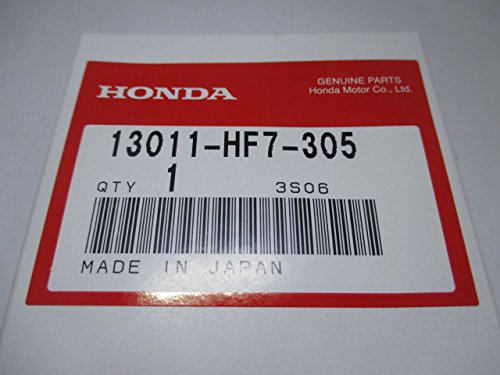 HONDA
GENUINE PARTS
Honda Motor Co., Ltd.
13011-HF7-305
QTY 1 3S06
MADE IN JAPAN